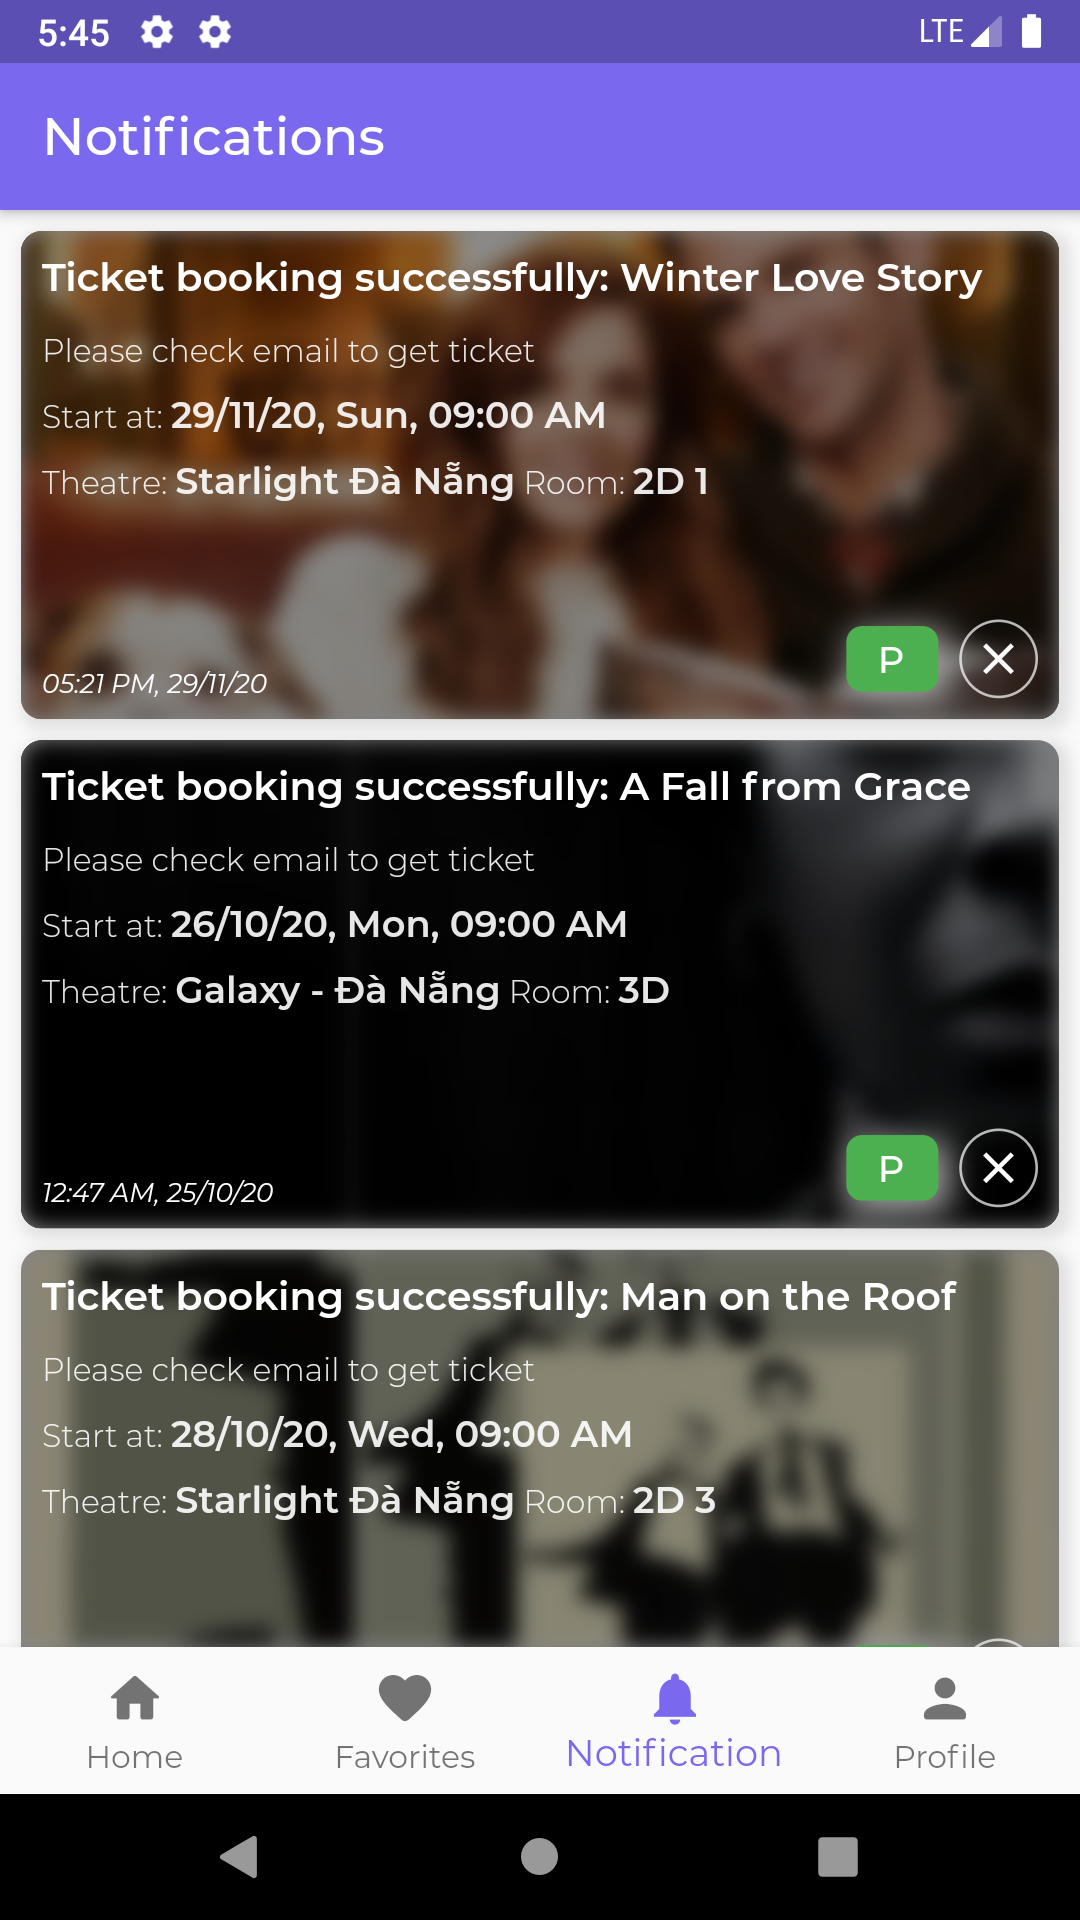 5:45 LTE
Notifications
Ticket booking successfully: Winter Love Story
Please check email to get ticket
Start at: 29/11/20, Sun, 09:00 AM
Theatre: Starlight Đà Nẵng Room: 2D 1
P
05:21 PM, 29/11/20
Ticket booking successfully: A Fall from Grace
Please check email to get ticket
Start at: 26/10/20, Mon, 09:00 AM
Theatre: Galaxy - Đà Nẵng Room: 3D
P
12:47 AM, 25/10/20
Ticket booking successfully: Man on the Roof
Please check email to get ticket
Start at: 28/10/20, Wed, 09:00 AM
Theatre: Starlight Đà Nẵng Room: 2D 3
Home Favorites Notification Profile